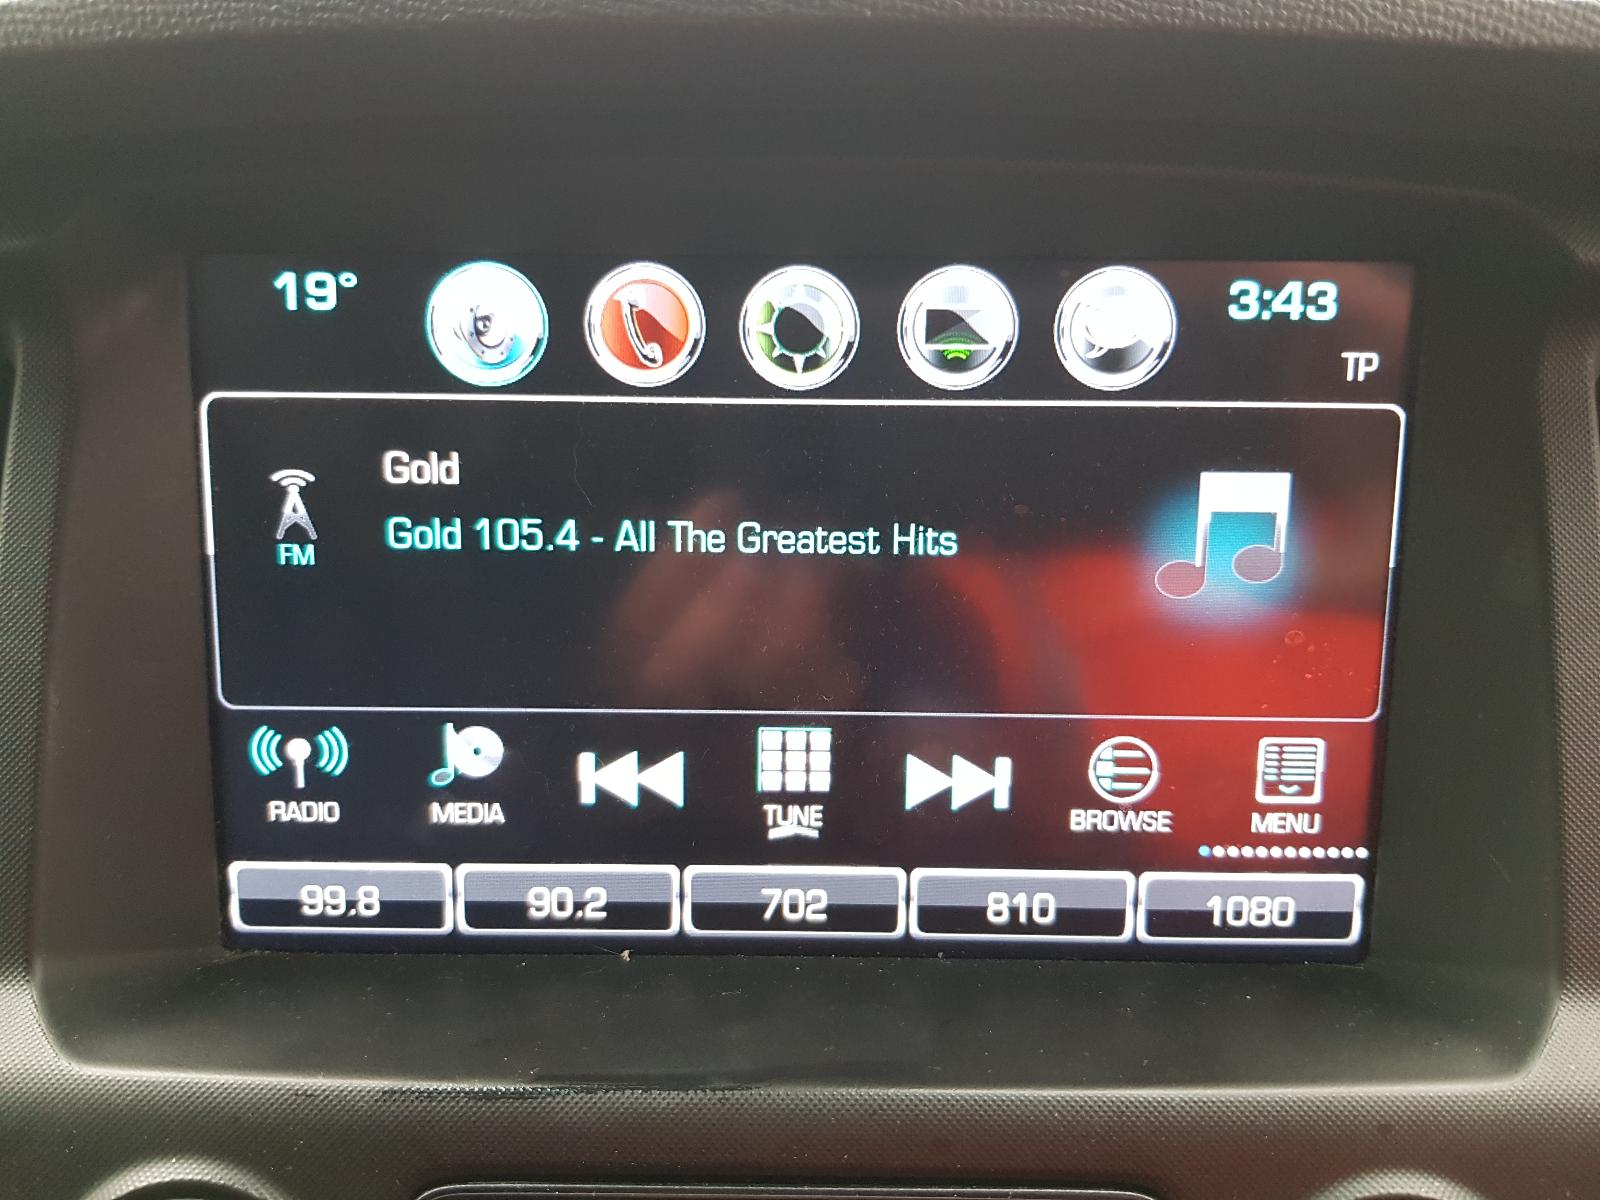 19°
3:43
TP
Gold
FM
Gold 105.4 - All The Greatest Hits
RADIO
MEDIA
TUNE
BROWSE
MENU
99.8
90.2
702
810
1080